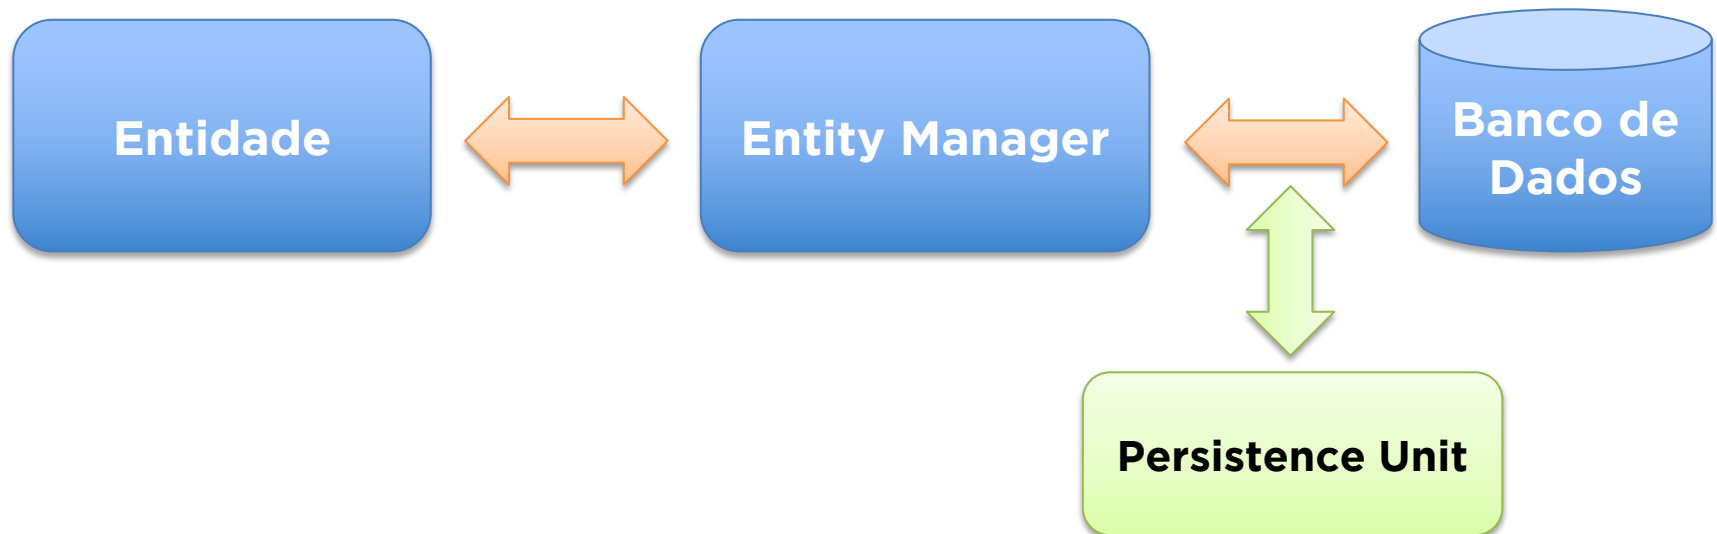 Entidade
Entity Manager
Banco de
Dados
Persistence Unit